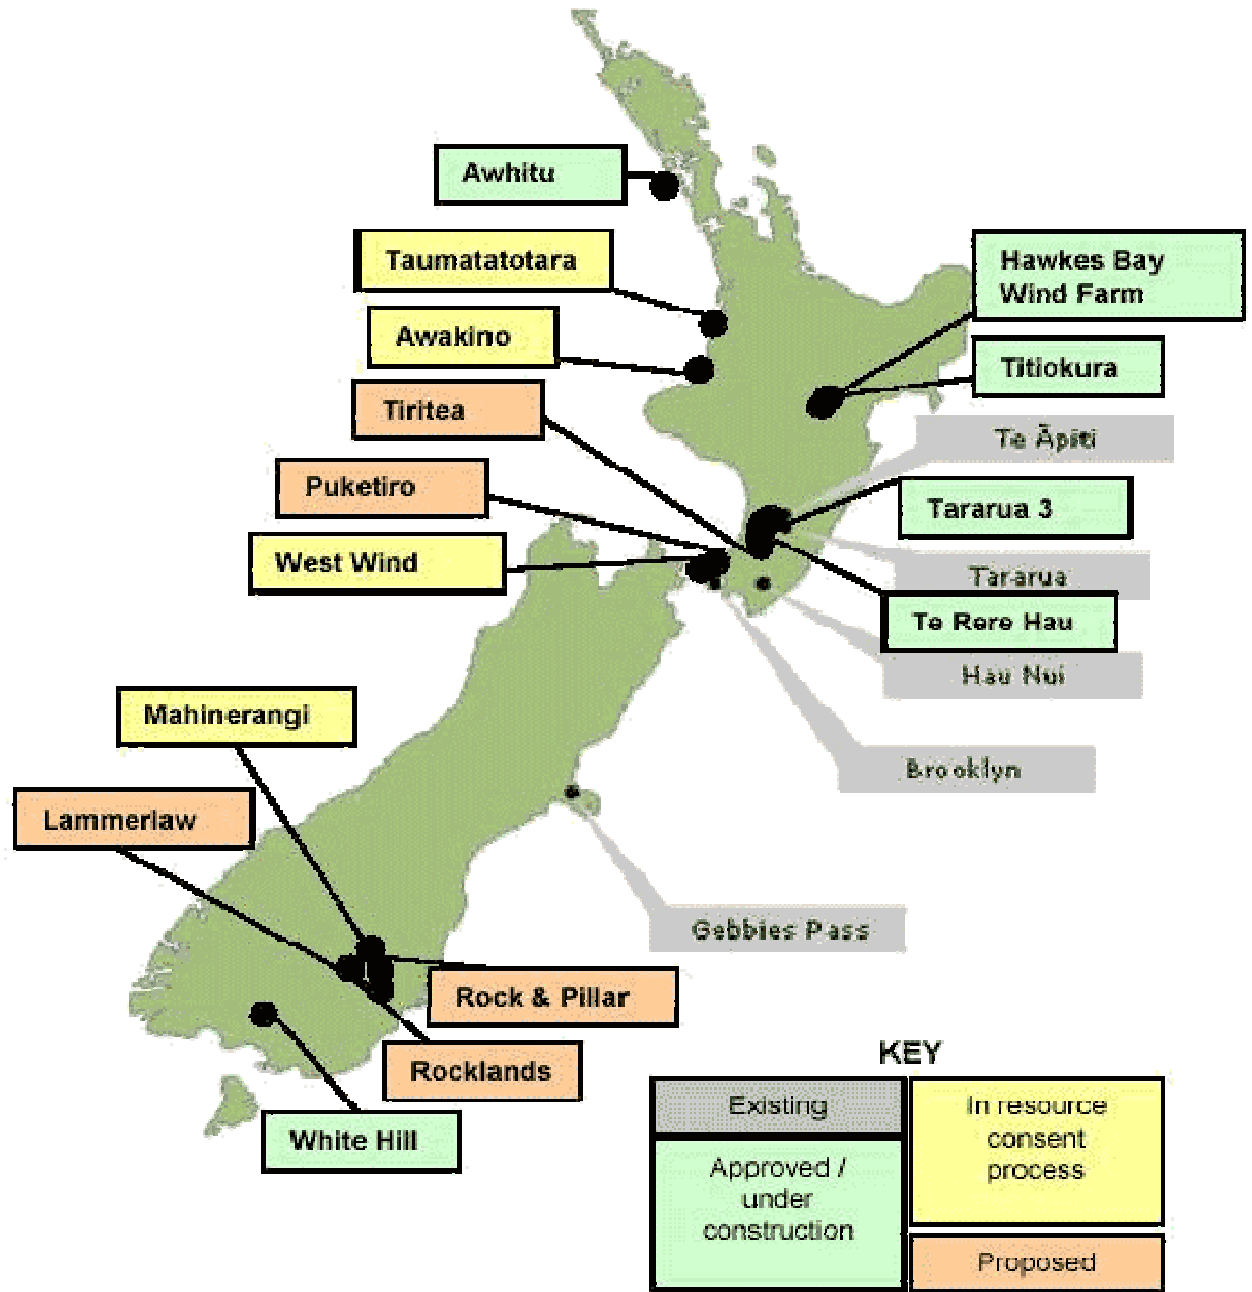 Awhitu
Taumatatotara
Hawkes Bay
Wind Farm
Awakino
Titiokura
Tiritea
Te Āpiti
Puketiro
Tararua 3
West Wind
Tararua
Te Rere Hau
Hau Nui
Mahinerangi
Brooklyn
Lammerlaw
Gebbies Pass
Rock & Pillar
Rocklands
White Hill
KEY
Existing
In resource
consent
process
Approved /
under
construction
Proposed